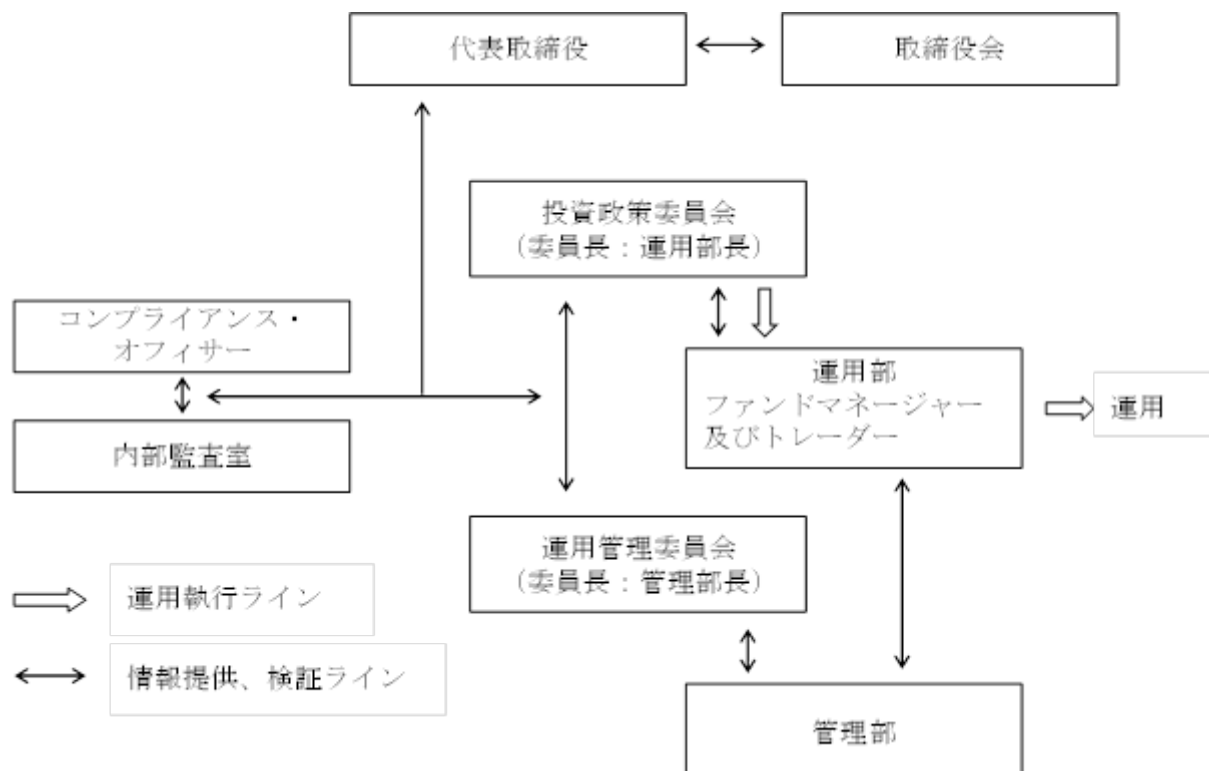 代表取締役
取締役会
投資政策委員会
（委員長：運用部長）
コンプライアンス・
オフィサー
内部監査室
運用部
ファンドマネージャー
及びトレーダー
運用
運用管理委員会
（委員長：管理部長）
運用執行ライン
情報提供、検証ライン
管理部